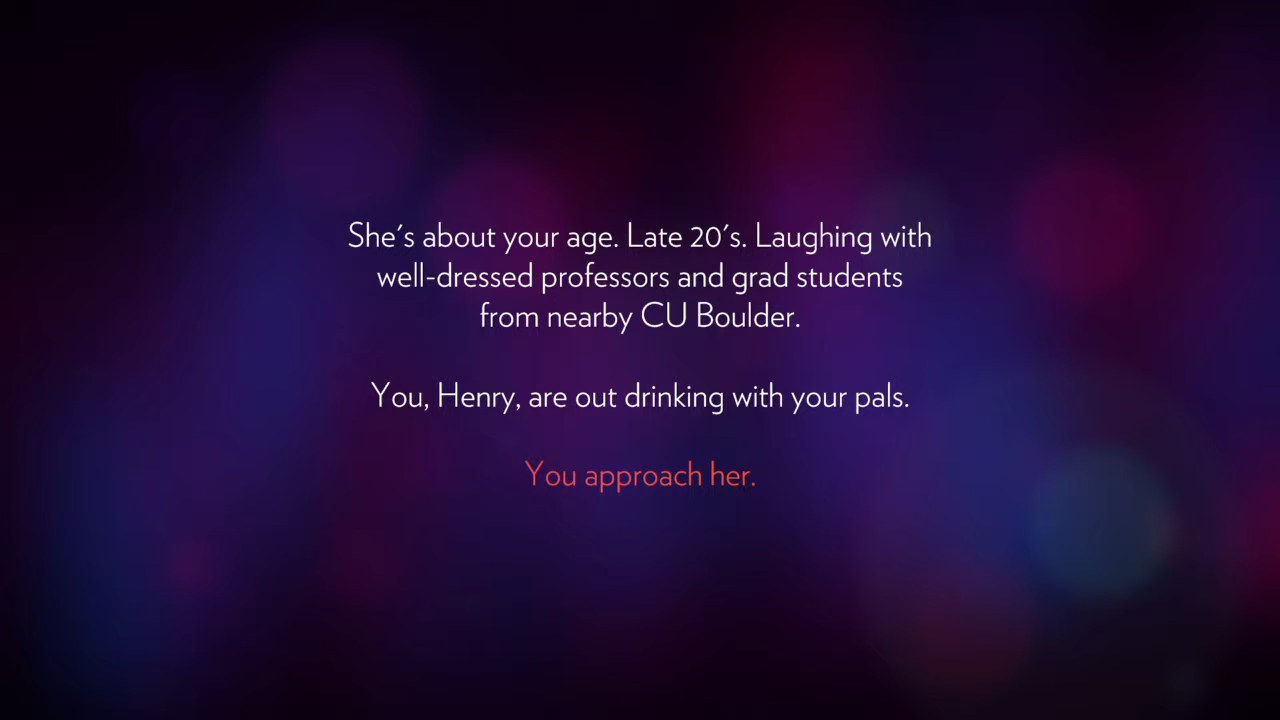 She's about your age. Late 20's. Laughing with
well-dressed professors and grad students
from nearby CU Boulder.
You, Henry, are out drinking with your pals.
You approach her.